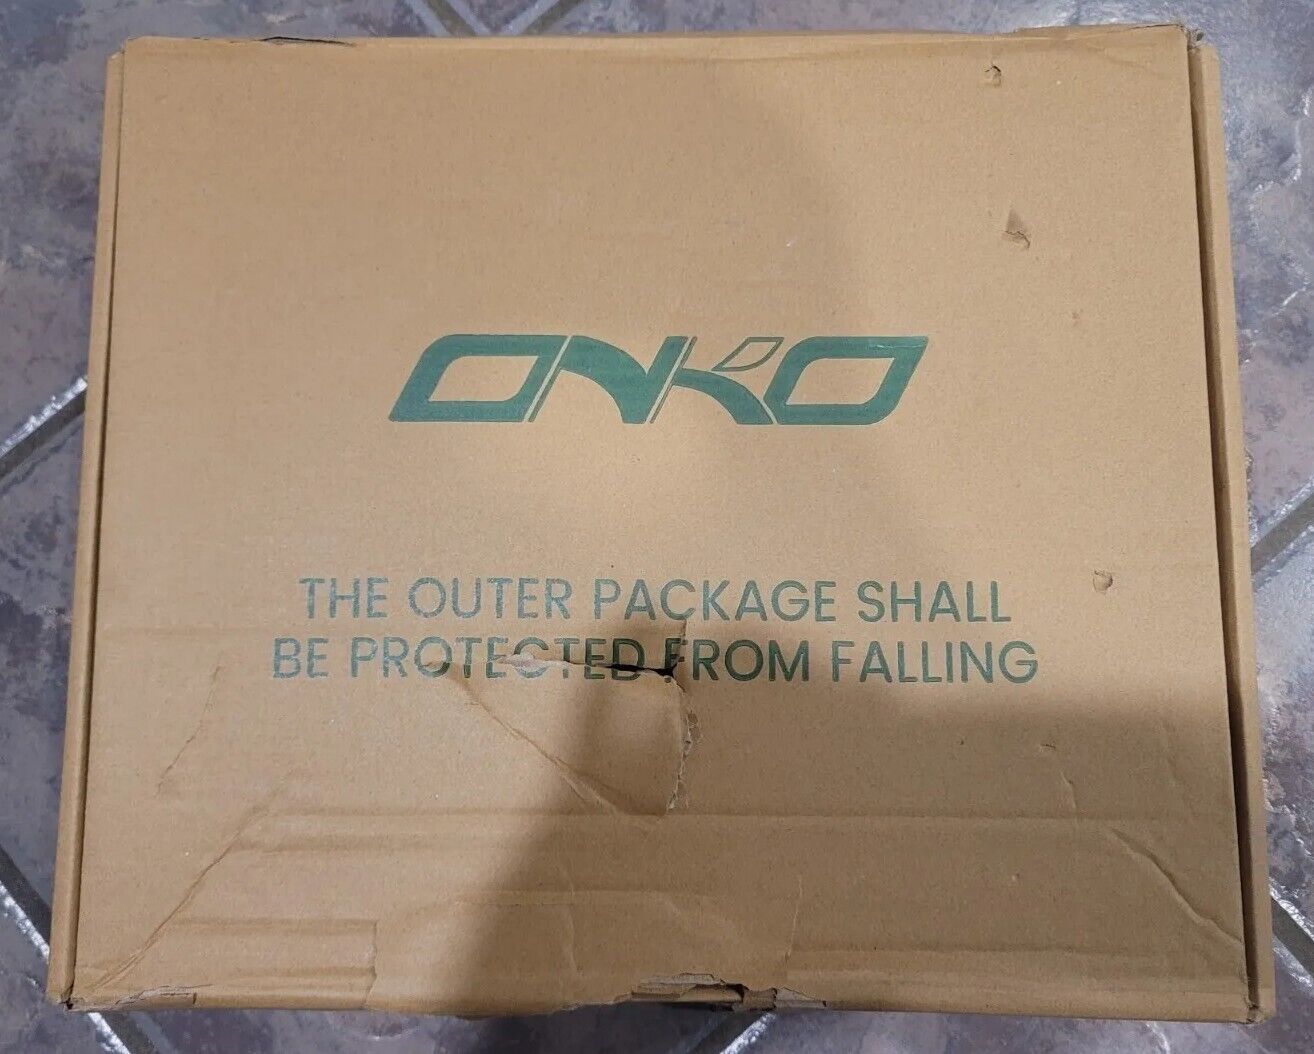 ONKO
THE OUTER PACKAGE SHALL
BE PROTECTED FROM FALLING